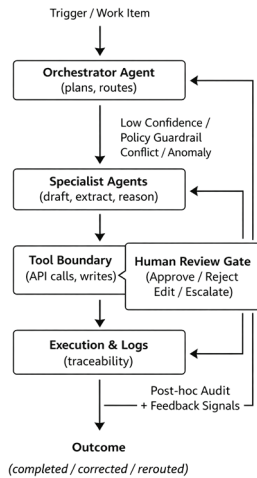 Trigger / Work Item
Orchestrator Agent
(plans, routes)
Low Confidence /
Policy Guardrail
Conflict / Anomaly
Specialist Agents
(draft, extract, reason)
Tool Boundary
(API calls, writes)
Human Review Gate
(Approve / Reject
Edit / Escalate)
Execution & Logs
(traceability)
Post-hoc Audit
+ Feedback Signals
Outcome
(completed / corrected / rerouted)